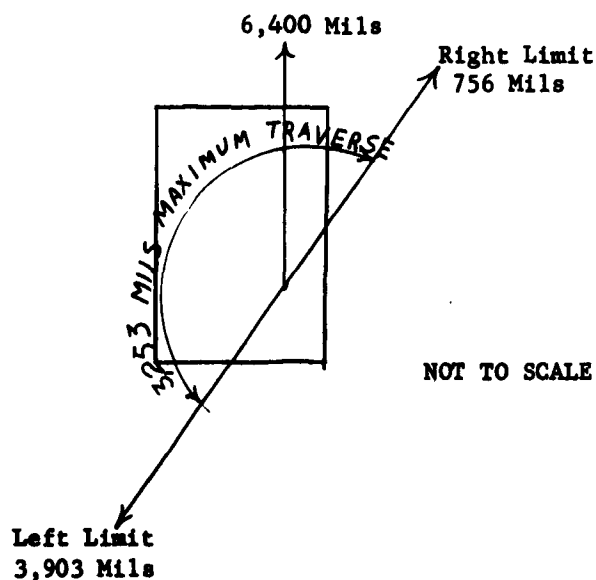 6,400 Mils
Right Limit
756 Mils
3253 MILS MAXIMUM TRAVERSE
NOT TO SCALE
Left Limit
3,903 Mils